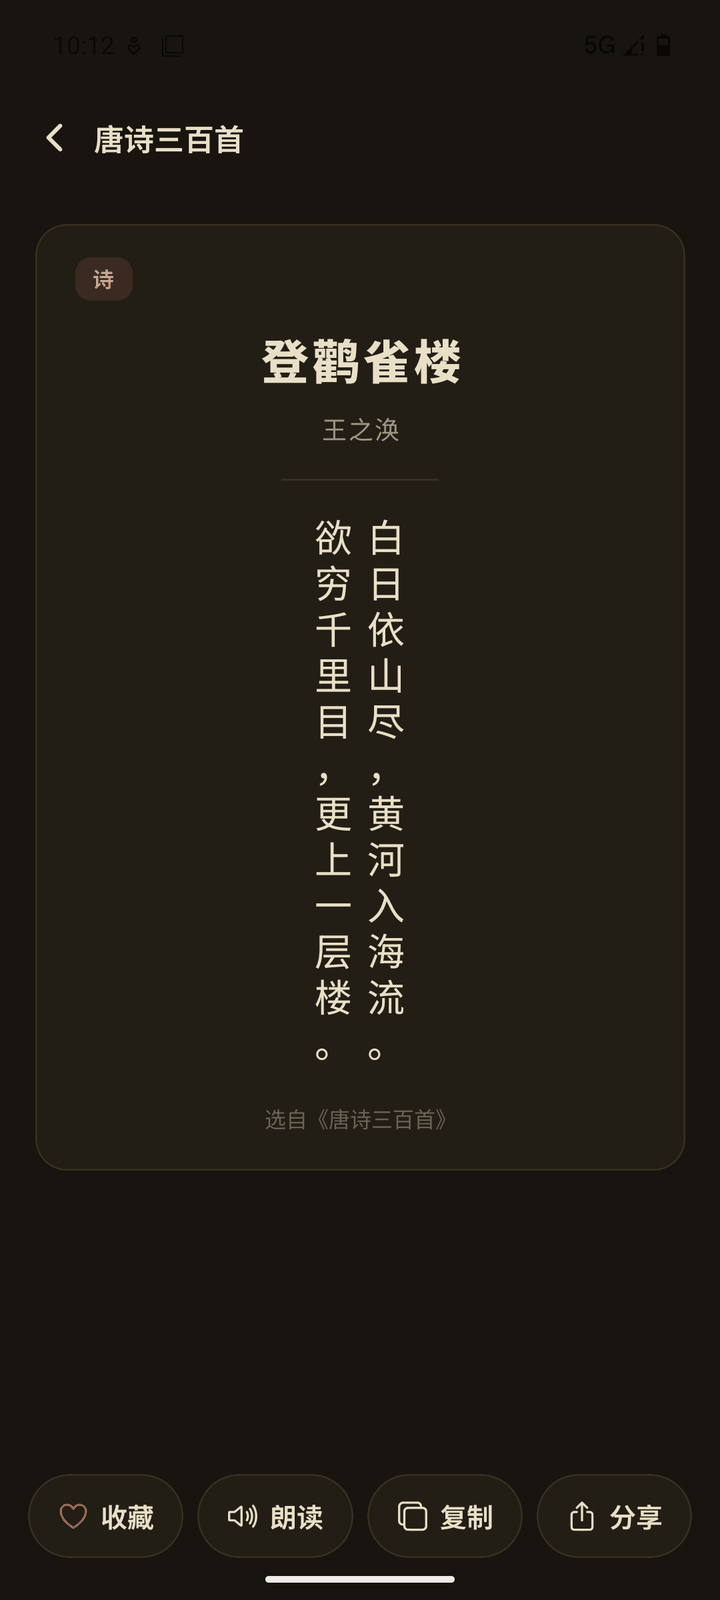 10:12
5G
唐诗三百首
诗
登鹳雀楼
王之涣
白日依山尽，黄河入海流。
欲穷千里目，更上一层楼。
选自《唐诗三百首》
收藏
朗读
复制
分享